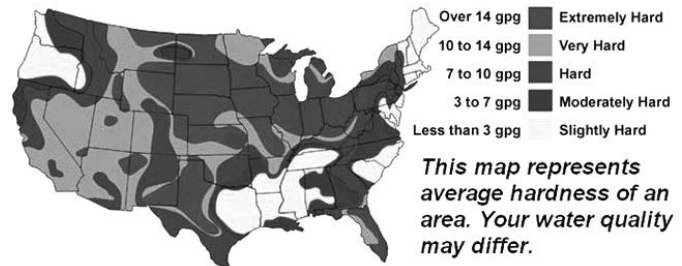 Over 14 gpg Extremely Hard
10 to 14 gpg Very Hard
7 to 10 gpg Hard
3 to 7 gpg Moderately Hard
Less than 3 gpg Slightly Hard
This map represents
average hardness of an
area. Your water quality
may differ.